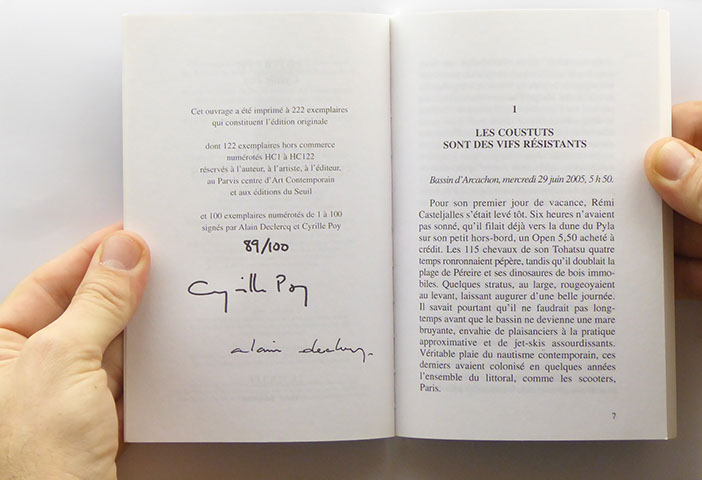 Cet ouvrage a été imprimé à 222 exemplaires
qui constituent l'édition originale
dont 122 exemplaires hors commerce
numérotés HC1 à HC122
réservés à l'auteur, à l'artiste, à l'éditeur,
au Parvis centre d'Art Contemporain
et aux éditions du Seuil
et 100 exemplaires numérotés de 1 à 100
signés par Alain Declercq et Cyrille Poy
89/100
Cyrille Poy
alain declercq
1
LES COUSTUTS
SONT DES VIFS RÉSISTANTS
Bassin d'Arcachon, mercredi 29 juin 2005, 5 h 50.
Pour son premier jour de vacance, Rémi
Casteljalles s'était levé tôt. Six heures n'avaient
pas sonné, qu'il filait déjà vers la dune du Pyla
sur son petit hors-bord, un Open 5,50 acheté à
crédit. Les 115 chevaux de son Tohatsu quatre
temps ronronnaient pépère, tandis qu'il doublait la
plage de Péreire et ses dinosaures de bois immo-
biles. Quelques stratus, au large, rougeoyaient
au levant, laissant augurer d'une belle journée.
Il savait pourtant qu'il ne faudrait pas long-
temps avant que le bassin ne devienne une mare
bruyante, envahie de plaisanciers à la pratique
approximative et de jet-skis assourdissants.
Véritable plaie du nautisme contemporain, ces
derniers avaient colonisé en quelques années
l'ensemble du littoral, comme les scooters,
Paris.
7